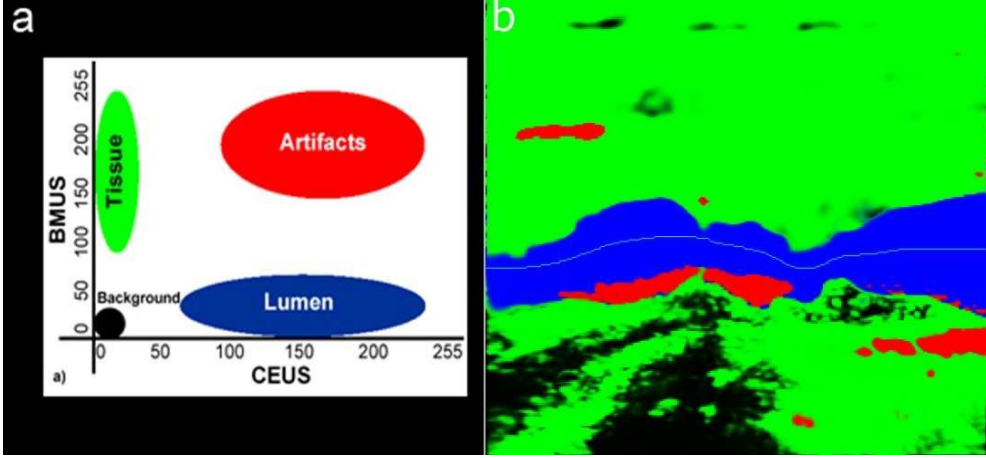 a
b
255
200
150
100
50
0
BMUS
Tissue
Artifacts
Background
Lumen
0 50 100 150 200 255
CEUS
a)